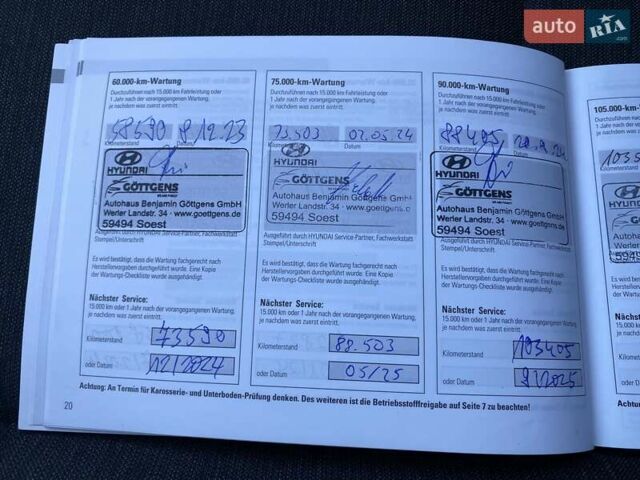 auto RIA.com
60.000-km-Wartung
Durchzuführen nach 15.000 km Fahrleistung oder
1 Jahr nach der vorangegangenen Wartung,
je nachdem was zuerst eintritt.
58590 8/12.23
Kilometerstand Datum
HYUNDAI
GÖTTGENS
Autohaus Benjamin Göttgens GmbH
Werler Landstr. 34 · www.goettgens.de
59494 Soest
Stempel/Unterschrift
Es wird bestätigt, dass die Wartung fachgerecht nach
Herstellervorgaben durchgeführt wurde. Eine Kopie
der Wartungs-Checkliste wurde ausgehändigt.
Nächster Service:
15.000 km oder 1 Jahr nach der vorangegangenen Wartung,
je nachdem was zuerst eintritt.
Kilometerstand 73590
oder Datum 12/2024
75.000-km-Wartung
Durchzuführen nach 15.000 km Fahrleistung oder
1 Jahr nach der vorangegangenen Wartung,
je nachdem was zuerst eintritt.
73.503 02.05.24
Kilometerstand Datum
HYUNDAI
GÖTTGENS
Autohaus Benjamin Göttgens GmbH
Werler Landstr. 34 · www.goettgens.de
59494 Soest
Ausgeführt durch HYUNDAI Service-Partner, Fachwerkstatt
Stempel/Unterschrift
Es wird bestätigt, dass die Wartung fachgerecht nach
Herstellervorgaben durchgeführt wurde. Eine Kopie
der Wartungs-Checkliste wurde ausgehändigt.
Nächster Service:
15.000 km oder 1 Jahr nach der vorangegangenen Wartung,
je nachdem was zuerst eintritt.
Kilometerstand 88.503
oder Datum 05/25
90.000-km-Wartung
Durchzuführen nach 15.000 km Fahrleistung oder
1 Jahr nach der vorangegangenen Wartung,
je nachdem was zuerst eintritt.
88405
Kilometerstand Datum
HYUNDAI
GÖTTGENS
Autohaus Benjamin Göttgens GmbH
Werler Landstr. 34 · www.goettgens.de
59494 Soest
Ausgeführt durch HYUNDAI Service-Partner, Fachwerkstatt
Stempel/Unterschrift
Es wird bestätigt, dass die Wartung fachgerecht nach
Herstellervorgaben durchgeführt wurde. Eine Kopie
der Wartungs-Checkliste wurde ausgehändigt.
Nächster Service:
15.000 km oder 1 Jahr nach der vorangegangenen Wartung,
je nachdem was zuerst eintritt.
Kilometerstand 103405
oder Datum 9/2025
105.000
Achtung: An Termin für Karosserie- und Unterboden-Prüfung denken. Des weiteren ist die Betriebsstofffreigabe auf Seite 7 zu beachten!
20